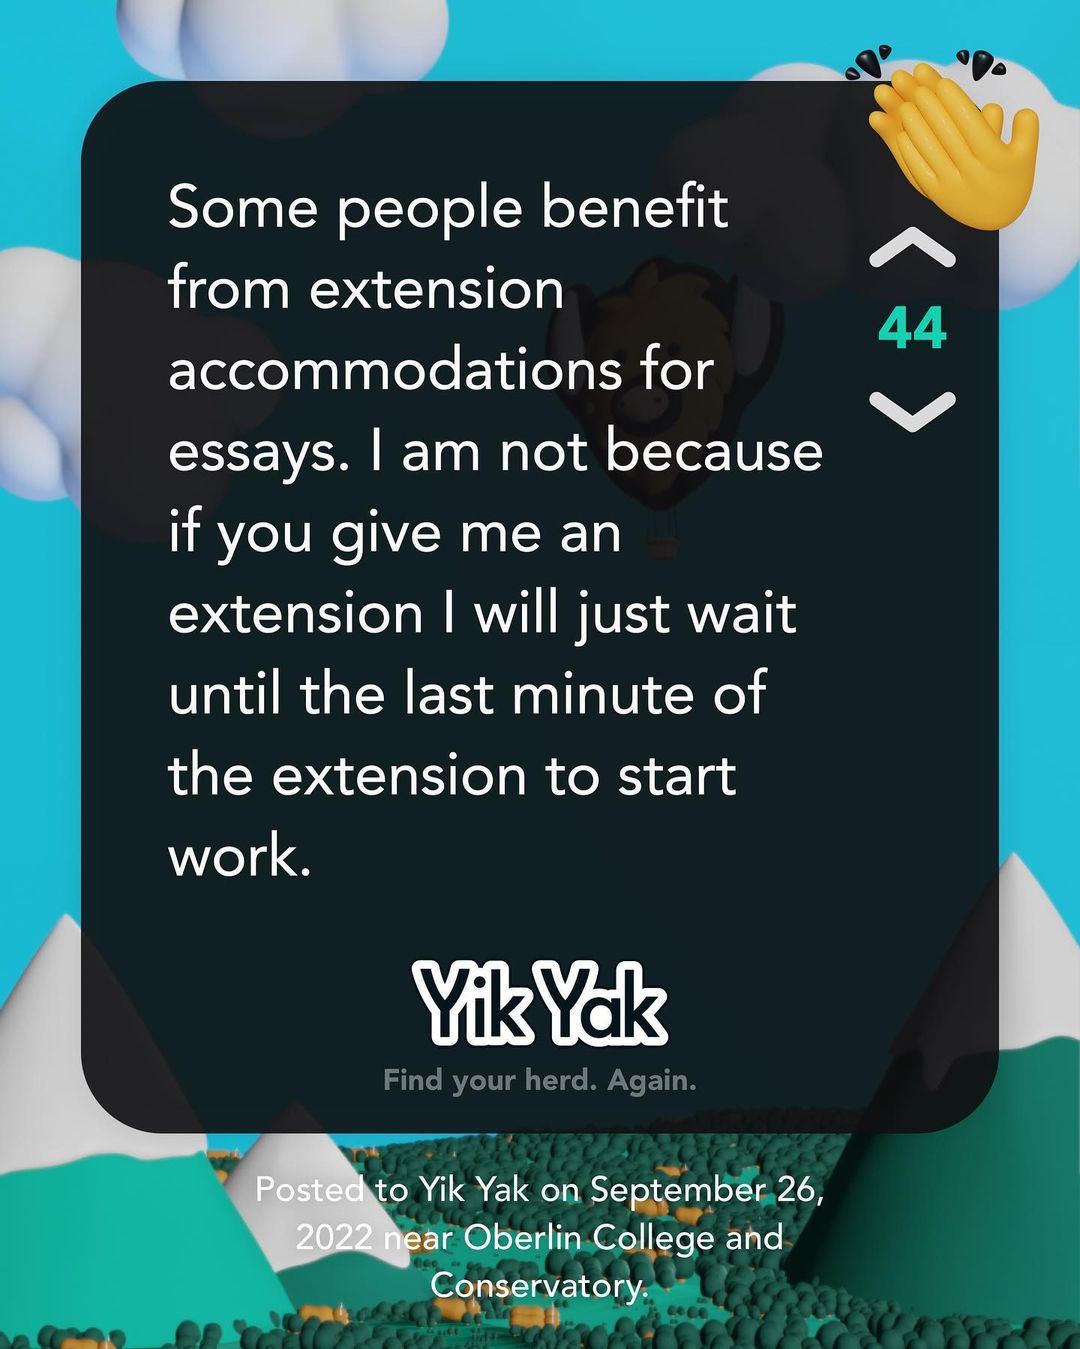 Some people benefit
from extension
accommodations for
essays. I am not because
if you give me an
extension I will just wait
until the last minute of
the extension to start
work.
44
Yik Yak
Find your herd. Again.
Posted to Yik Yak on September 26,
2022 near Oberlin College and
Conservatory.